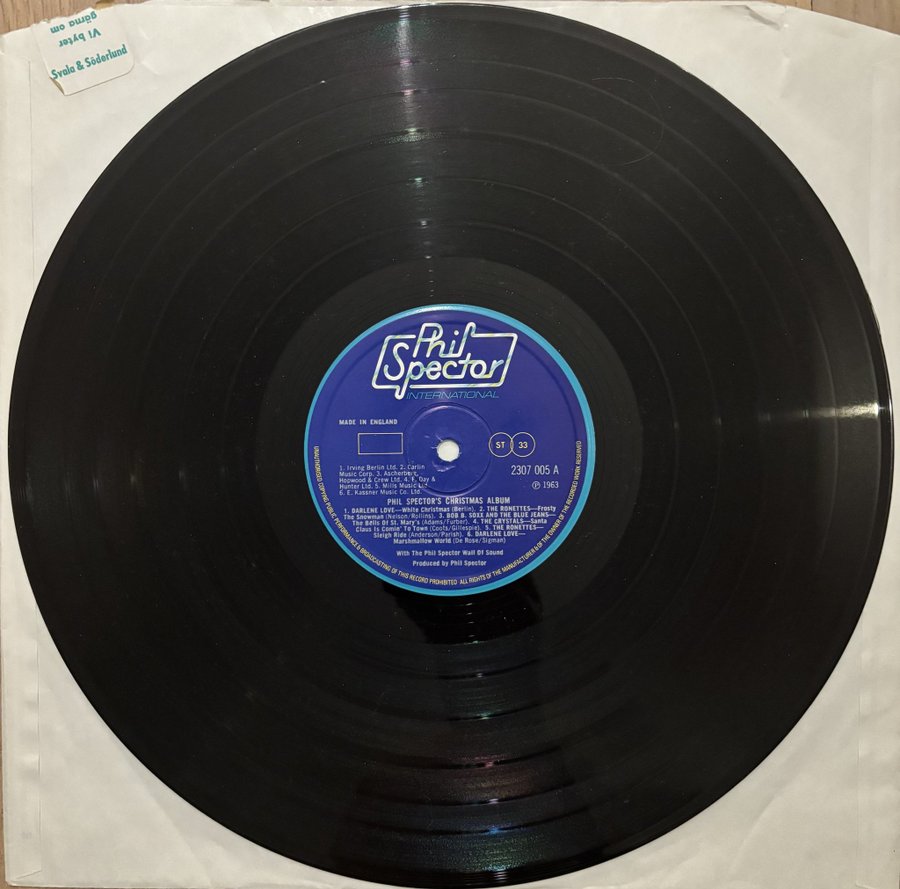 Vi byter
gärna om
Svala & Söderlund
Phil
Spector
INTERNATIONAL
MADE IN ENGLAND
ST 33
2307 005 A
℗ 1963
1. Irving Berlin Ltd. 2. Carlin
Music Corp. 3. Ascherberg,
Hopwood & Crew Ltd. 4. F. Day &
Hunter Ltd. 5. Mills Music Ltd.
6. E. Kassner Music Co. Ltd.
PHIL SPECTOR'S CHRISTMAS ALBUM
1. DARLENE LOVE—White Christmas (Berlin). 2. THE RONETTES—Frosty
The Snowman (Nelson/Rollins). 3. BOB B. SOXX AND THE BLUE JEANS—
The Bells Of St. Mary's (Adams/Furber). 4. THE CRYSTALS—Santa
Claus Is Comin' To Town (Coots/Gillespie). 5. THE RONETTES—
Sleigh Ride (Anderson/Parish). 6. DARLENE LOVE—
Marshmallow World (De Rose/Sigman)
With The Phil Spector Wall Of Sound
Produced by Phil Spector
UNAUTHORISED COPYING PUBLIC PERFORMANCE & BROADCASTING OF THIS RECORD PROHIBITED ALL RIGHTS OF THE MANUFACTURER & OF THE OWNER OF THE RECORDED WORK RESERVED